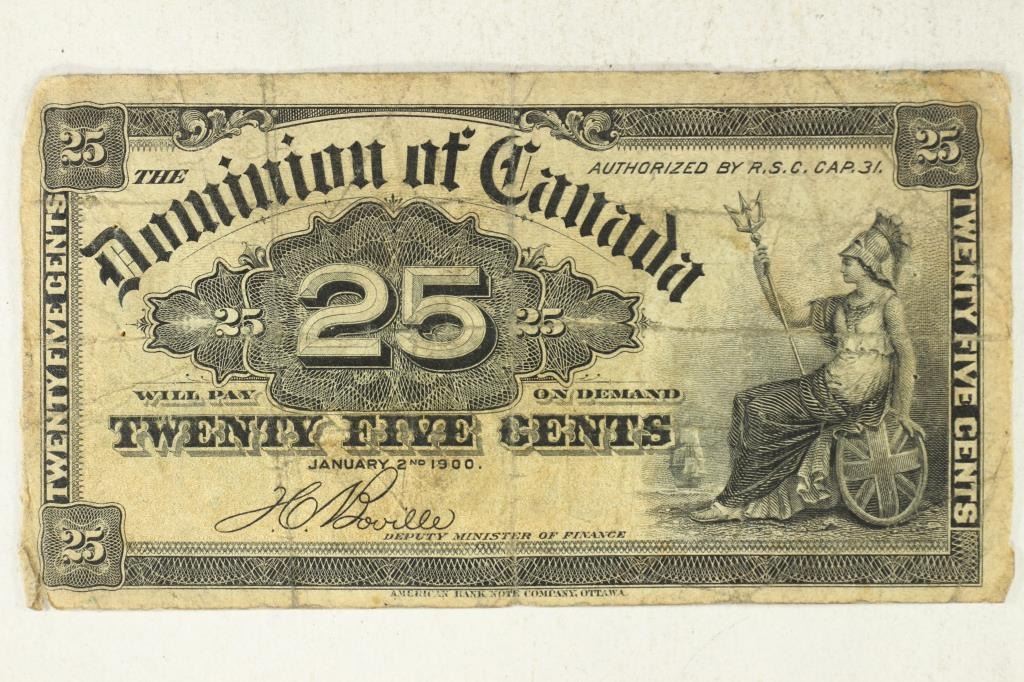 25 25
THE Dominion of Canada
AUTHORIZED BY R.S.C. CAP. 31.
TWENTY FIVE CENTS
25 25 25
TWENTY FIVE CENTS
WILL PAY ON DEMAND
TWENTY FIVE CENTS
JANUARY 2ND 1900.
H C Boville
DEPUTY MINISTER OF FINANCE
25
AMERICAN BANK NOTE COMPANY, OTTAWA